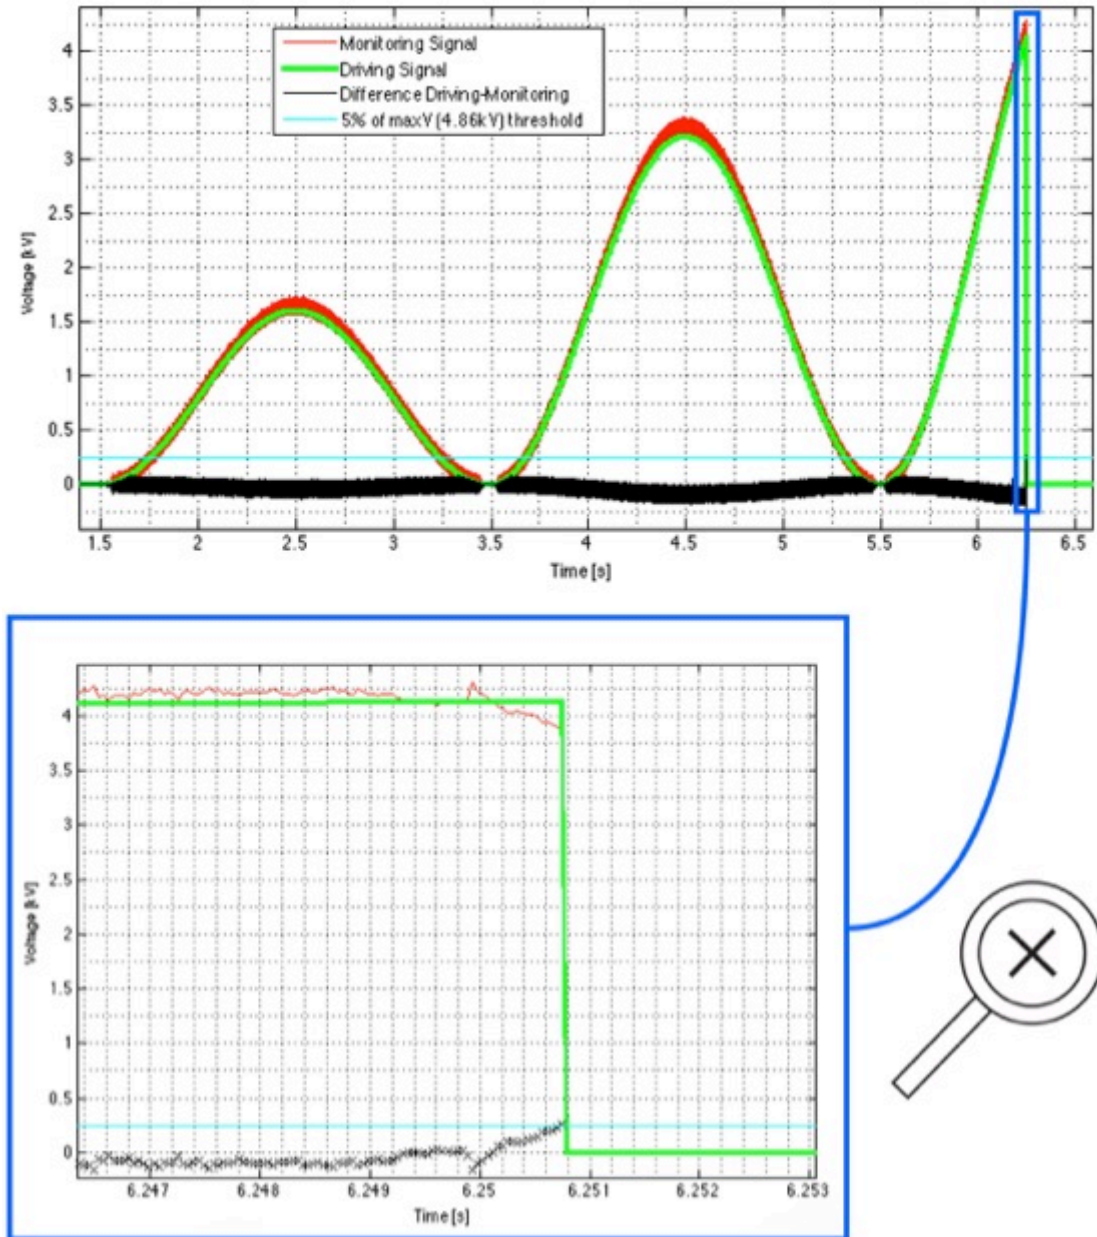 Monitoring Signal
Driving Signal
Difference Driving-Monitoring
5% of maxV (4.86kV) threshold
Voltage [kV]
4
3.5
3
2.5
2
1.5
1
0.5
0
1.5 2 2.5 3 3.5 4 4.5 5 5.5 6 6.5
Time [s]
Voltage [kV]
4
3.5
3
2.5
2
1.5
1
0.5
0
6.247 6.248 6.249 6.25 6.251 6.252 6.253
Time [s]